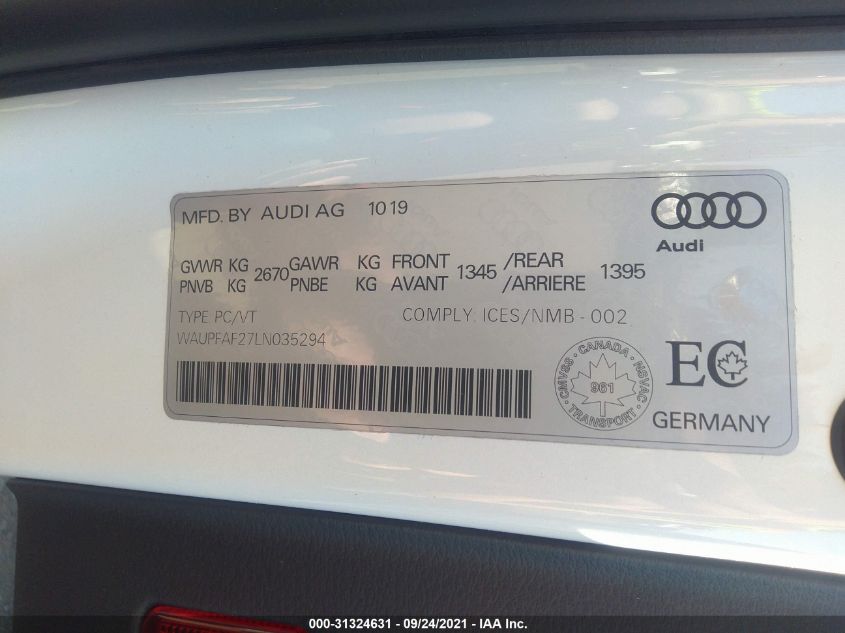 MFD. BY AUDI AG 10 19
Audi
GVWR KG 2670 GAWR KG FRONT 1345 /REAR 1395
PNVB KG PNBE KG AVANT /ARRIERE
TYPE PC/VT COMPLY. ICES/NMB - 002
WAUPFAF27LN035294
CANADA
CMVSS NSVAC
961
TRANSPORT
EC
GERMANY
000-31324631 - 09/24/2021 - IAA Inc.